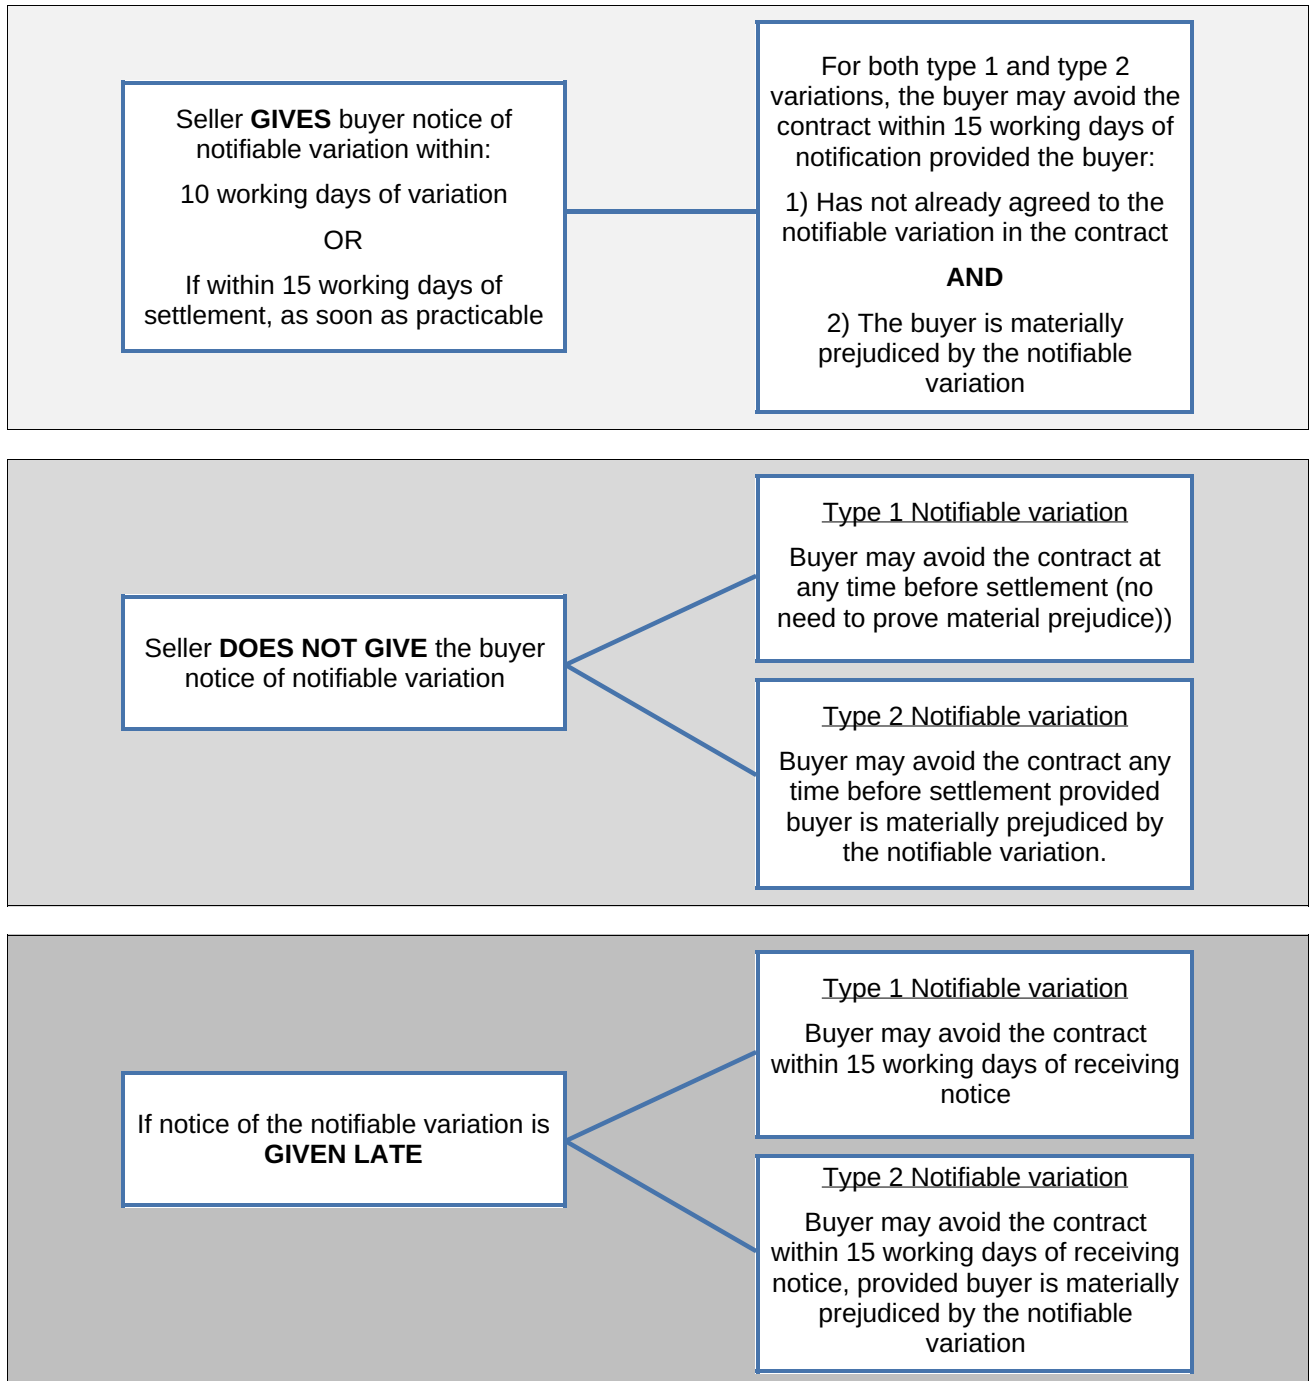 Seller GIVES buyer notice of
notifiable variation within:
10 working days of variation
OR
If within 15 working days of
settlement, as soon as practicable
For both type 1 and type 2
variations, the buyer may avoid the
contract within 15 working days of
notification provided the buyer:
1) Has not already agreed to the
notifiable variation in the contract
AND
2) The buyer is materially
prejudiced by the notifiable
variation
Seller DOES NOT GIVE the buyer
notice of notifiable variation
Type 1 Notifiable variation
Buyer may avoid the contract at
any time before settlement (no
need to prove material prejudice))
Type 2 Notifiable variation
Buyer may avoid the contract any
time before settlement provided
buyer is materially prejudiced by
the notifiable variation.
If notice of the notifiable variation is
GIVEN LATE
Type 1 Notifiable variation
Buyer may avoid the contract
within 15 working days of receiving
notice
Type 2 Notifiable variation
Buyer may avoid the contract
within 15 working days of receiving
notice, provided buyer is materially
prejudiced by the notifiable
variation